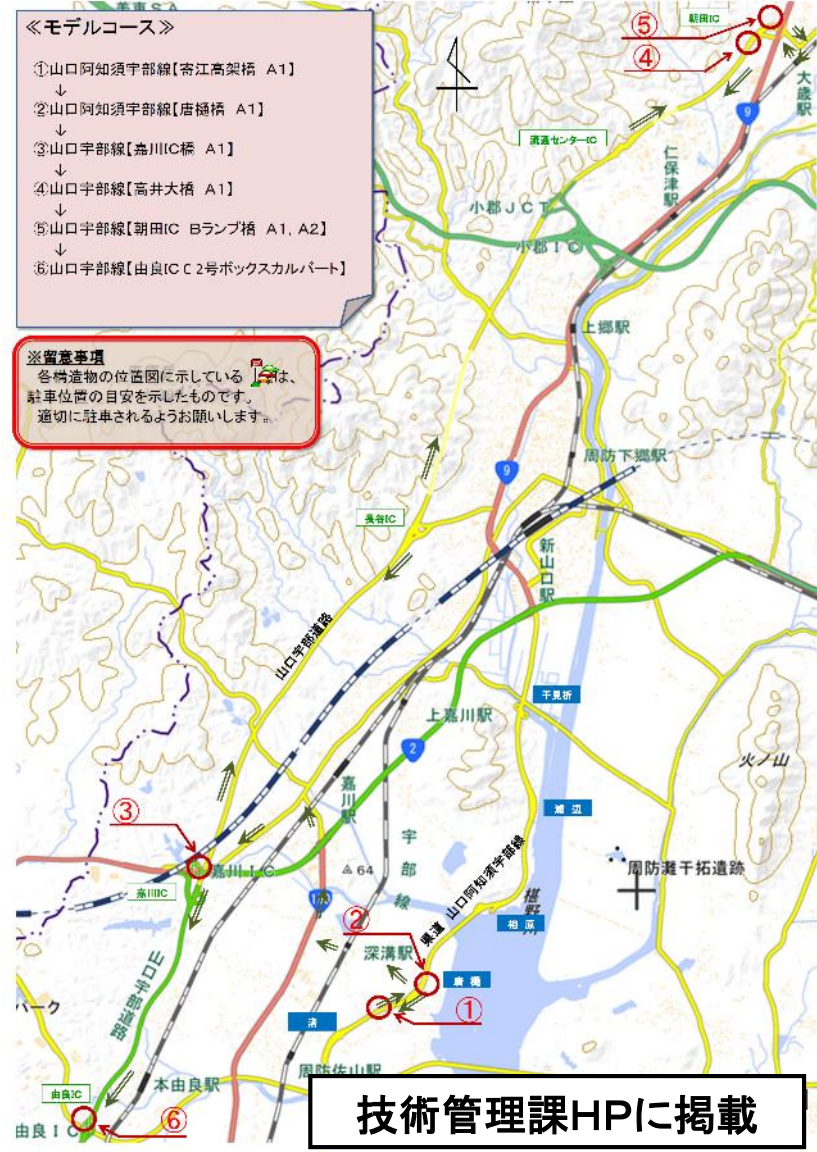 美東ＳＡ
≪モデルコース≫
①山口阿知須宇部線【寄江高架橋　Ａ１】
↓
②山口阿知須宇部線【唐樋橋　Ａ１】
↓
③山口宇部線【嘉川IC橋　Ａ１】
↓
④山口宇部線【高井大橋　Ａ１】
↓
⑤山口宇部線【朝田IC　Ｂランプ橋　Ａ１，Ａ２】
↓
⑥山口宇部線【由良ICＣ２号ボックスカルバート】
※留意事項
各構造物の位置図に示している　は、
駐車位置の目安を示したものです。
適切に駐車されるようお願いします。
⑤
朝田IC
④
大歳駅
9
流通センターIC
仁保津駅
小郡ＪＣＴ
小郡ＩＣ
上郷駅
周防下郷駅
9
長谷IC
新山口駅
山口宇部道路
上嘉川駅
2
火ノ山
嘉川駅
③
宇部線
県道　山口阿知須宇部線
嘉川ＩＣ
64
周防灘干拓遺跡
嘉川IC
椹野川
②
相原
深溝駅
唐樋
山口宇部道路
①
パーク
周防佐山駅
本由良駅
由良IC
由良ＩＣ
⑥
技術管理課ＨＰに掲載